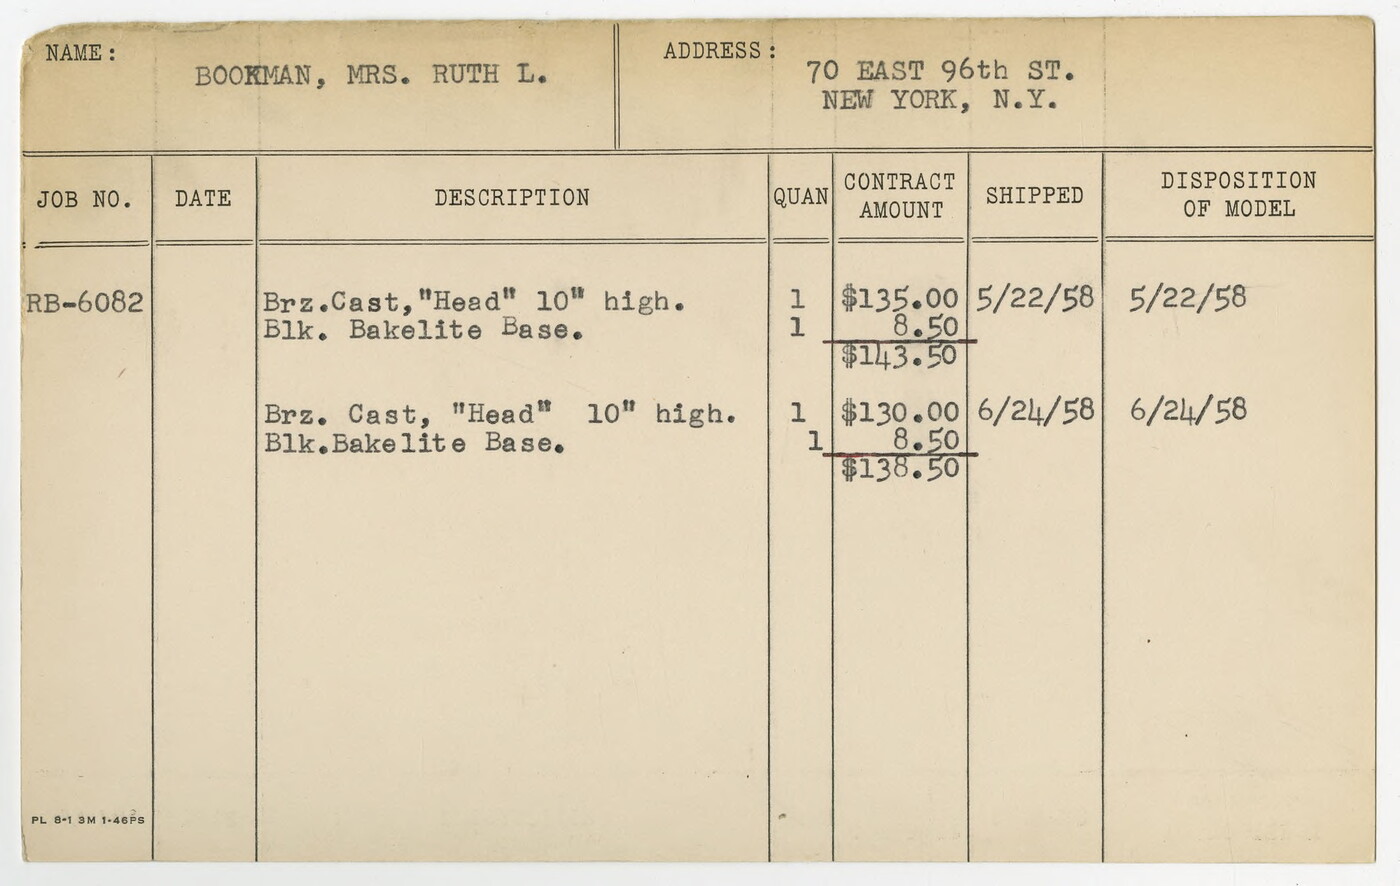 NAME:
BOOKMAN, MRS. RUTH L.
ADDRESS:
70 EAST 96th ST.
NEW YORK, N.Y.
JOB NO. DATE DESCRIPTION QUAN CONTRACT AMOUNT SHIPPED DISPOSITION OF MODEL
RB-6082 Brz.Cast,"Head" 10" high. 1 $135.00 5/22/58 5/22/58
Blk. Bakelite Base. 1 8.50
$143.50
Brz. Cast, "Head" 10" high. 1 $130.00 6/24/58 6/24/58
Blk.Bakelite Base. 1 8.50
$138.50
PL 8-1 3M 1-46PS